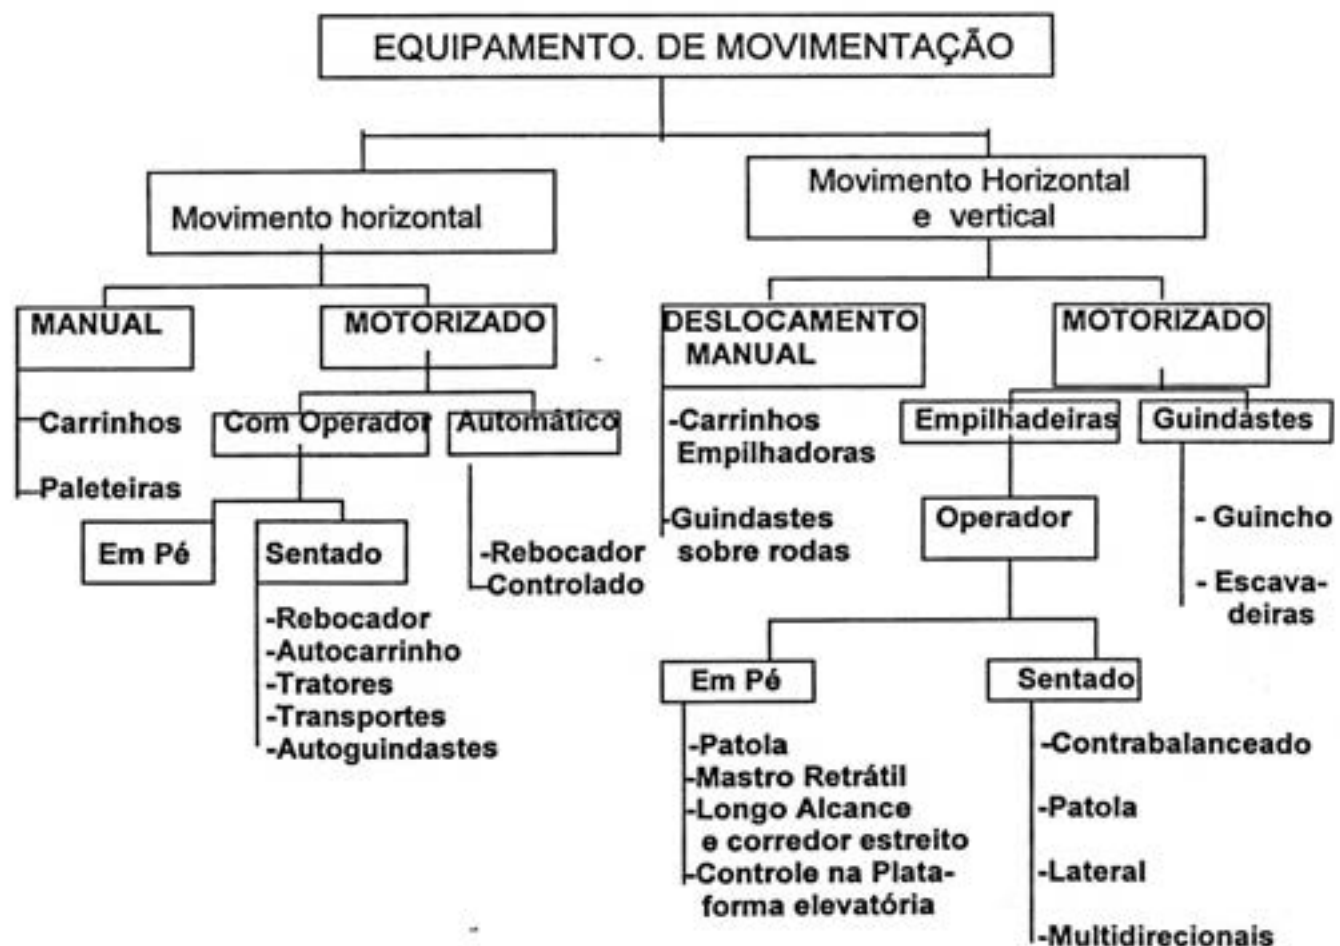 EQUIPAMENTO. DE MOVIMENTAÇÃO
Movimento horizontal
Movimento Horizontal
e vertical
MANUAL
MOTORIZADO
DESLOCAMENTO
MANUAL
MOTORIZADO
-Carrinhos
-Paleteiras
Com Operador
Automático
-Carrinhos
Empilhadoras
-Guindastes
sobre rodas
Empilhadeiras
Guindastes
Em Pé
Sentado
-Rebocador
-Controlado
Operador
- Guincho
- Escava-
deiras
-Rebocador
-Autocarrinho
-Tratores
-Transportes
-Autoguindastes
Em Pé
Sentado
-Patola
-Mastro Retrátil
-Longo Alcance
e corredor estreito
-Controle na Plata-
forma elevatória
-Contrabalanceado
-Patola
-Lateral
-Multidirecionais